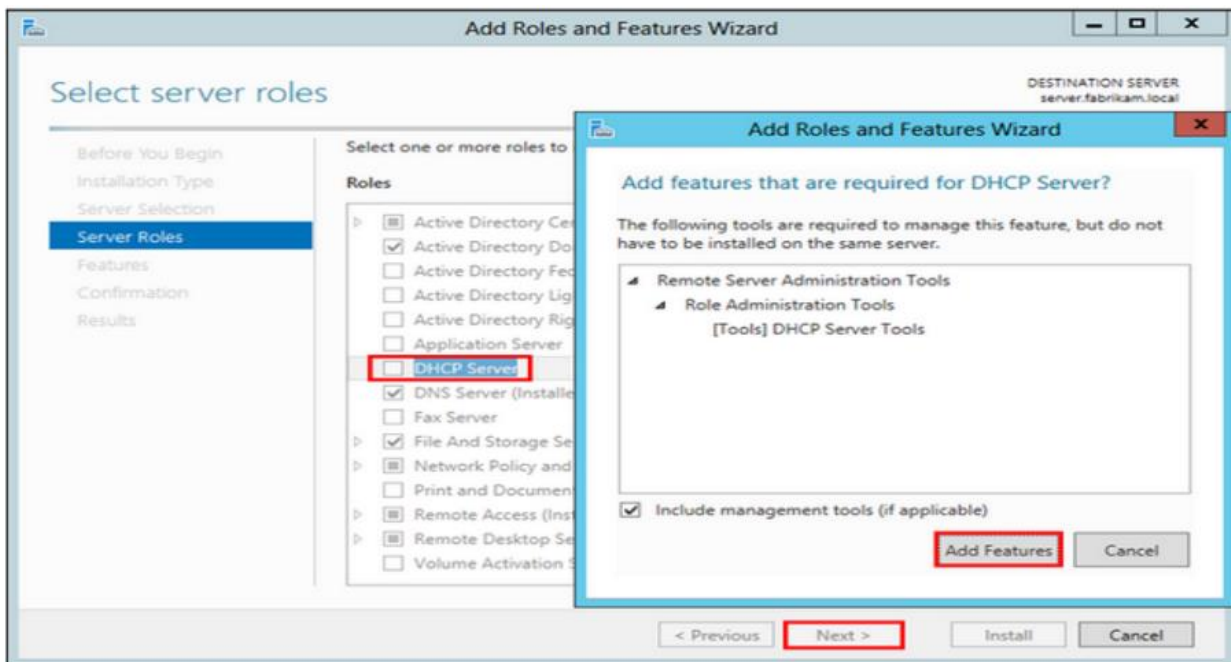 Add Roles and Features Wizard
Select server roles
DESTINATION SERVER
server.fabrikam.local
Before You Begin
Installation Type
Server Selection
Server Roles
Features
Confirmation
Results
Select one or more roles to
Roles
Active Directory Cer
Active Directory Do
Active Directory Fed
Active Directory Lig
Active Directory Rig
Application Server
DHCP Server
DNS Server (Installe
Fax Server
File And Storage Se
Network Policy and
Print and Documen
Remote Access (Inst
Remote Desktop Se
Volume Activation S
Add Roles and Features Wizard
Add features that are required for DHCP Server?
The following tools are required to manage this feature, but do not
have to be installed on the same server.
Remote Server Administration Tools
Role Administration Tools
[Tools] DHCP Server Tools
Include management tools (if applicable)
Add Features
Cancel
< Previous
Next >
Install
Cancel